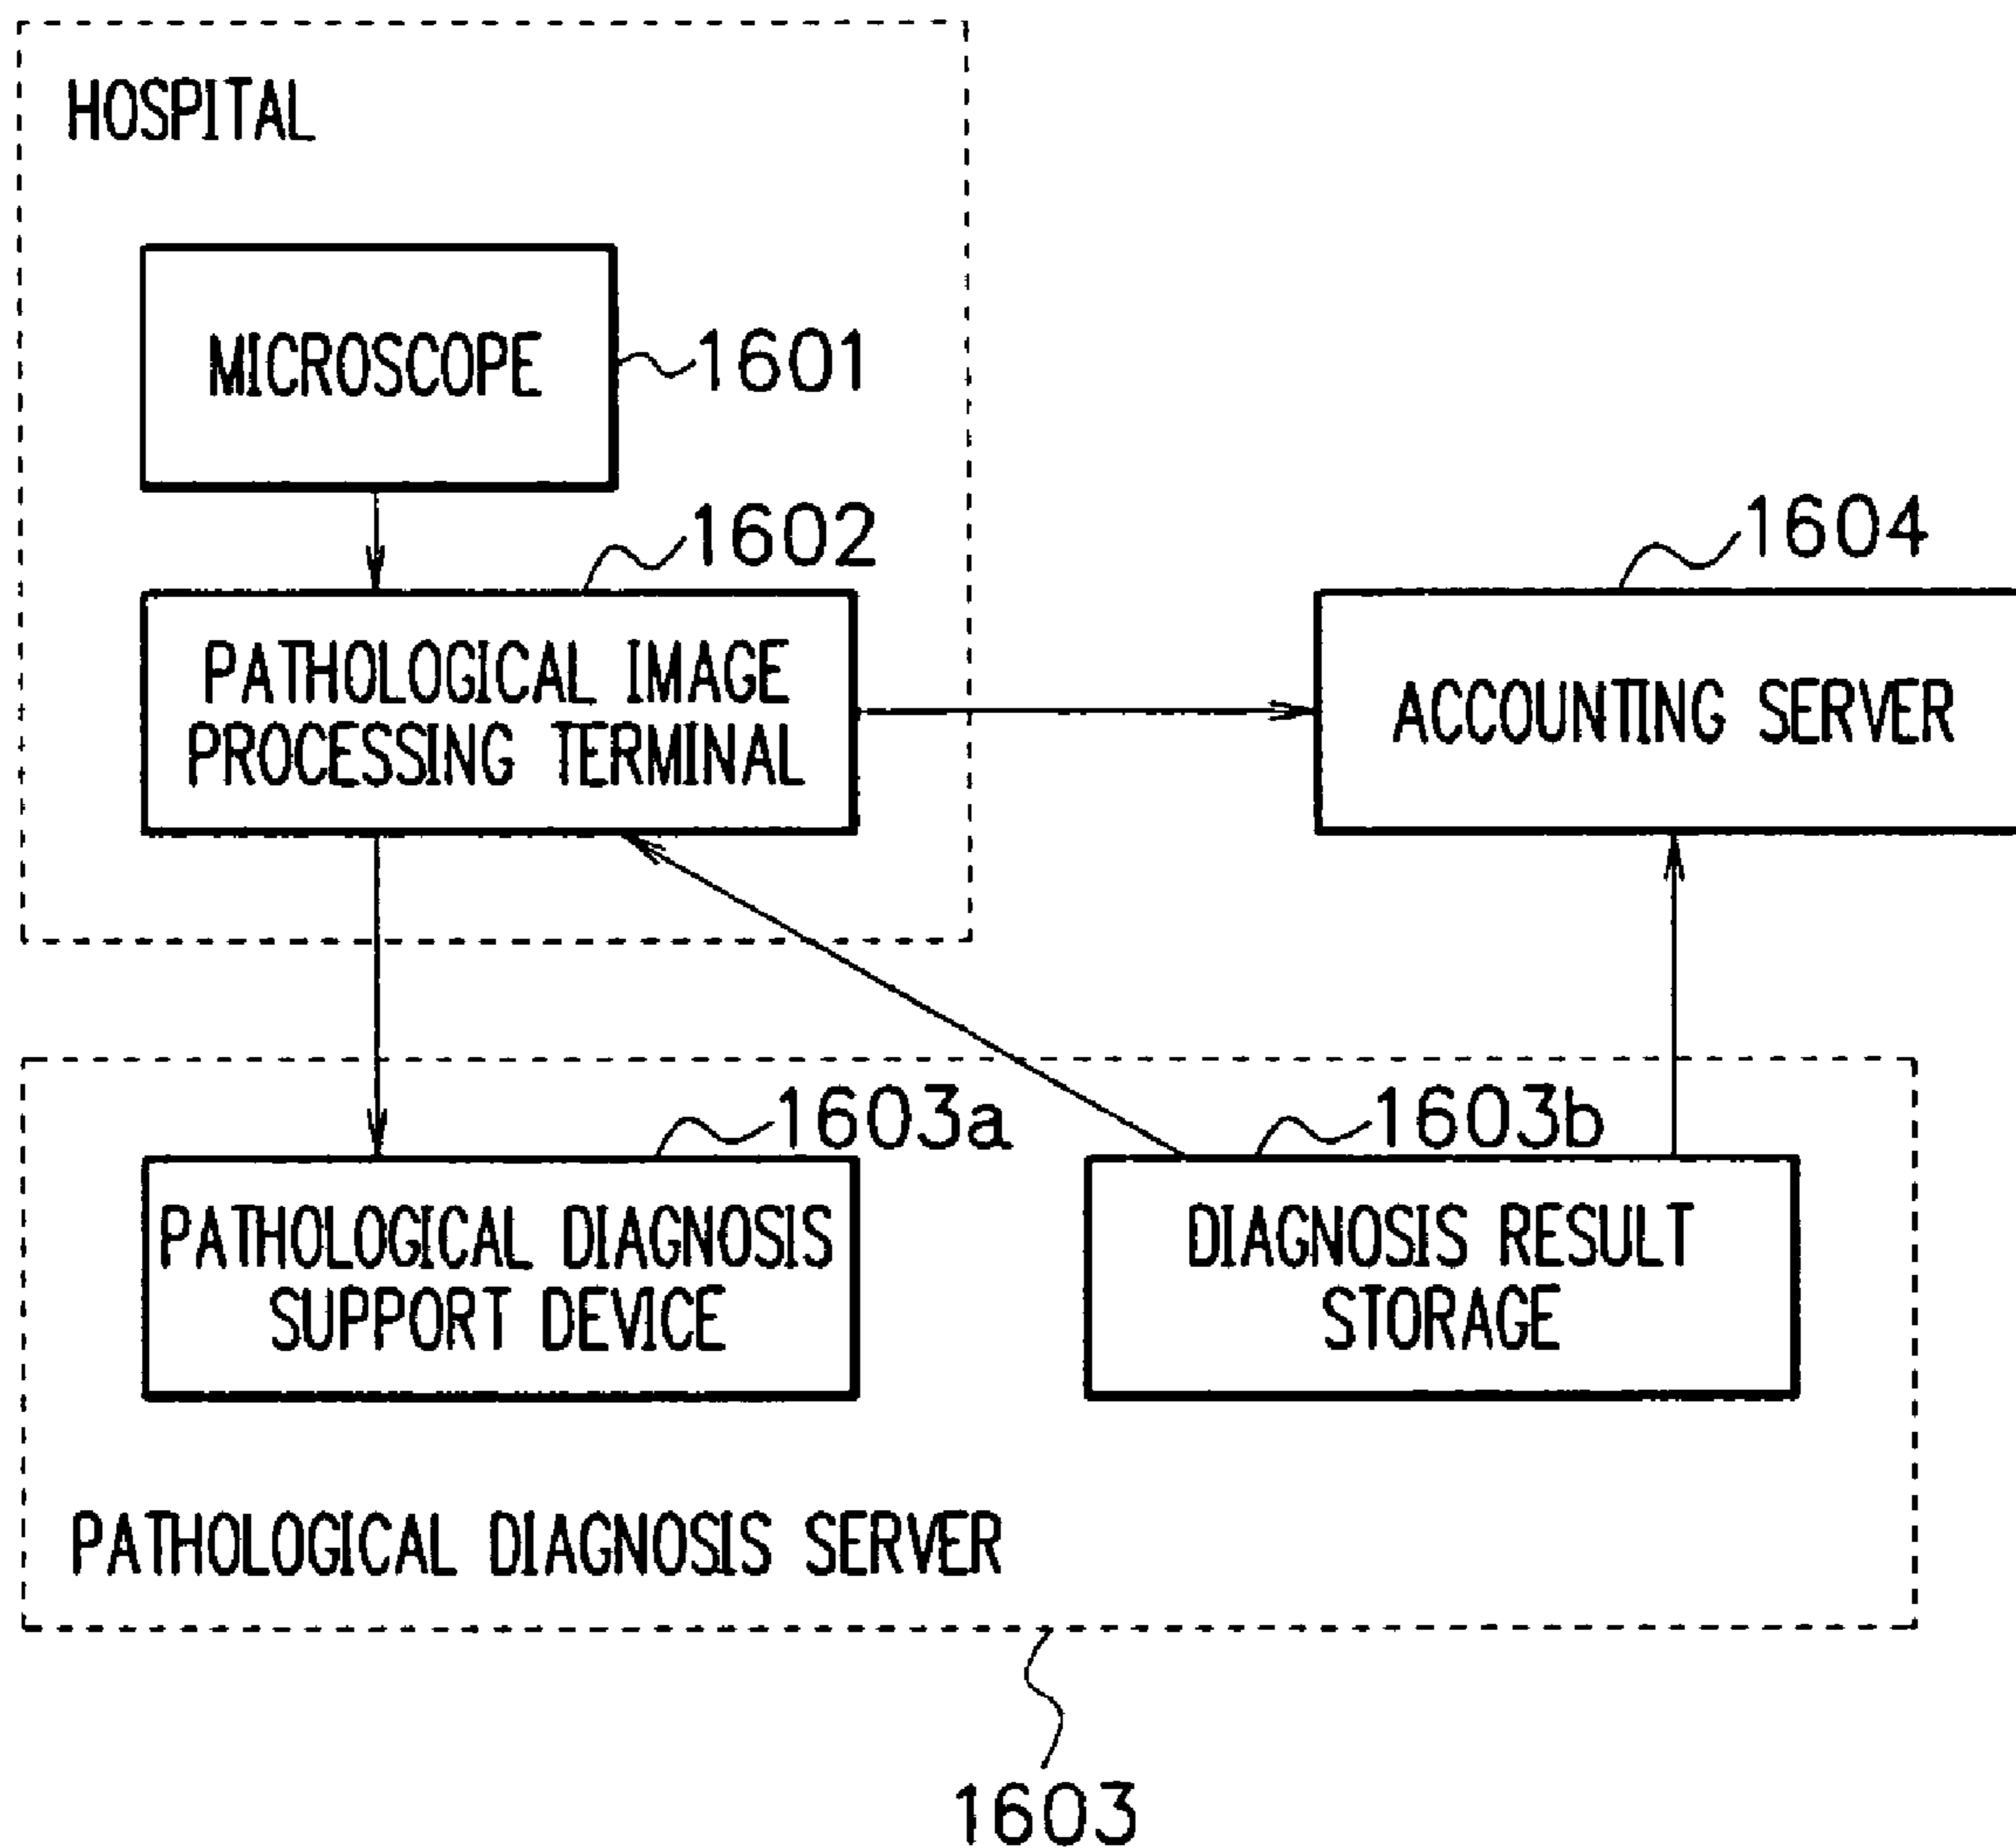 HOSPITAL
MICROSCOPE
1601
1602
PATHOLOGICAL IMAGE
PROCESSING TERMINAL
1604
ACCOUNTING SERVER
1603a
PATHOLOGICAL DIAGNOSIS
SUPPORT DEVICE
1603b
DIAGNOSIS RESULT
STORAGE
PATHOLOGICAL DIAGNOSIS SERVER
1603